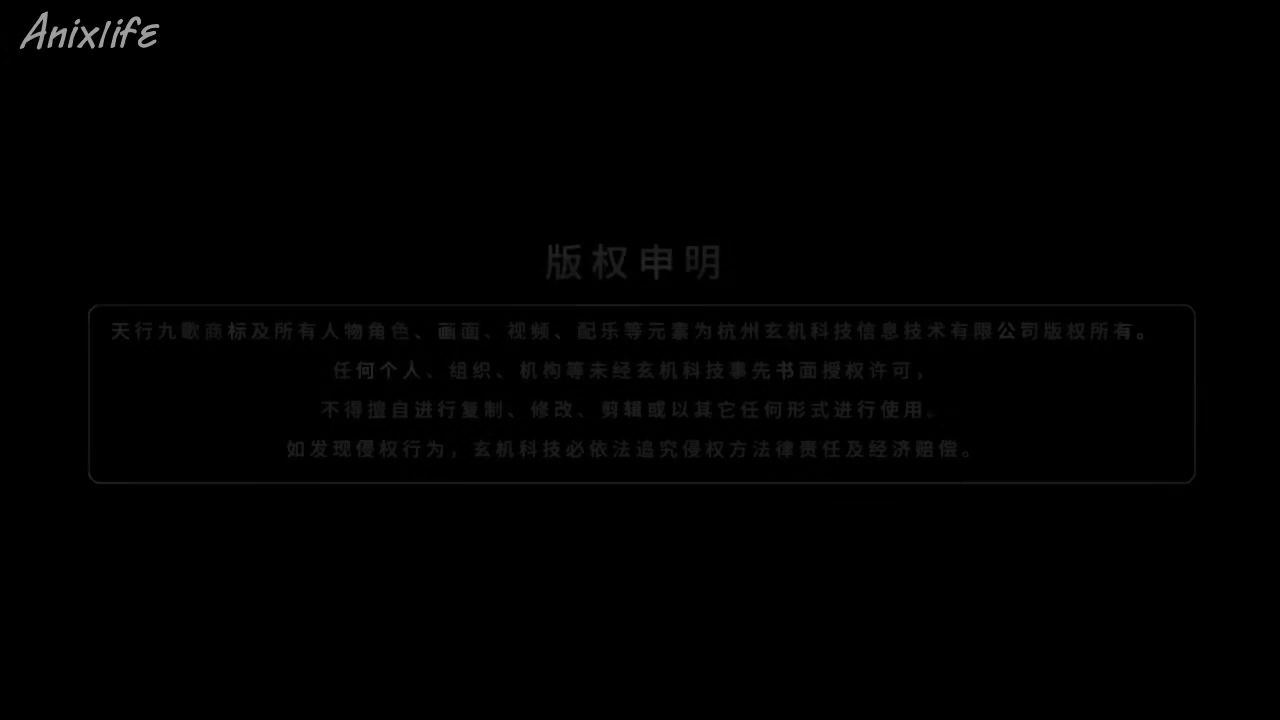 Anixlife
版权申明
天行九歌商标及所有人物角色、画面、视频、配乐等元素为杭州玄机科技信息技术有限公司版权所有。
任何个人、组织、机构等未经玄机科技事先书面授权许可，
不得擅自进行复制、修改、剪辑或以其它任何形式进行使用。
如发现侵权行为，玄机科技必依法追究侵权方法律责任及经济赔偿。